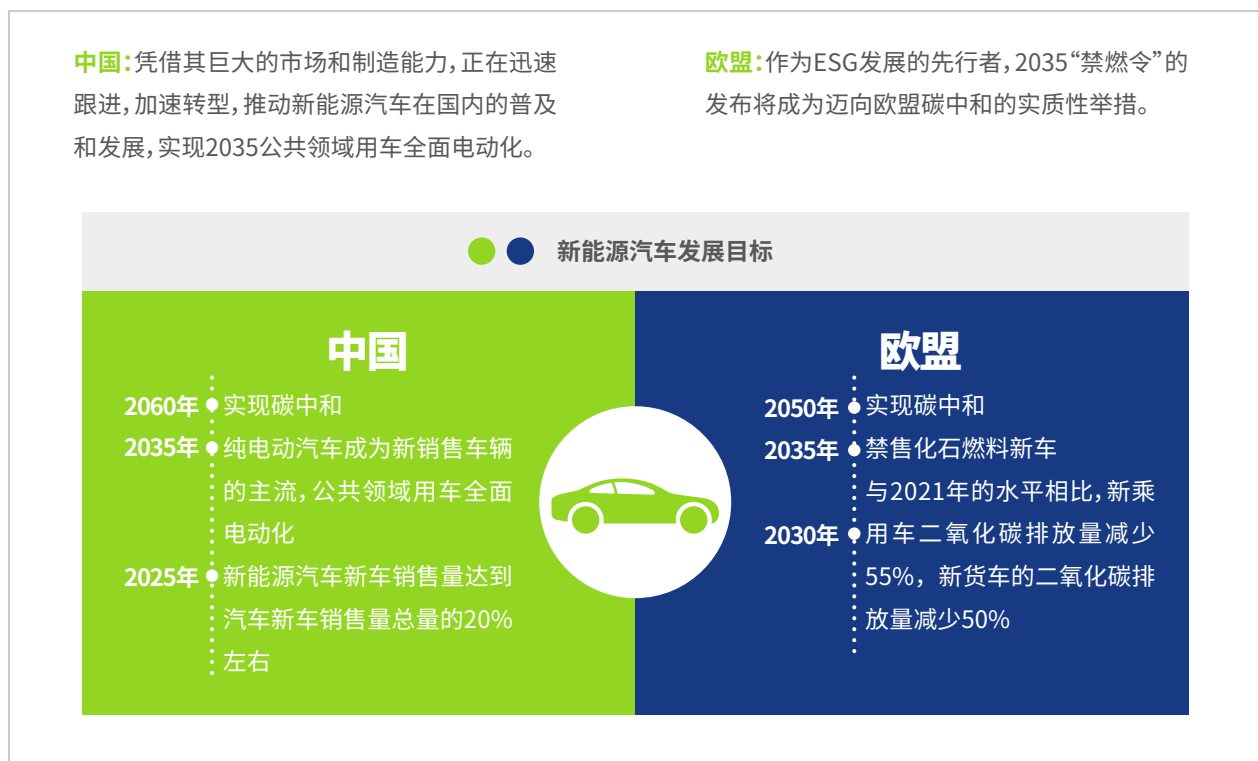 中国：凭借其巨大的市场和制造能力，正在迅速
跟进，加速转型，推动新能源汽车在国内的普及
和发展，实现2035公共领域用车全面电动化。
欧盟：作为ESG发展的先行者，2035“禁燃令”的
发布将成为迈向欧盟碳中和的实质性举措。
新能源汽车发展目标
中国
2060年 实现碳中和
2035年 纯电动汽车成为新销售车辆
的主流，公共领域用车全面
电动化
2025年 新能源汽车新车销售量达到
汽车新车销售量总量的20%
左右
欧盟
2050年 实现碳中和
2035年 禁售化石燃料新车
与2021年的水平相比，新乘
2030年 用车二氧化碳排放量减少
55%，新货车的二氧化碳排
放量减少50%